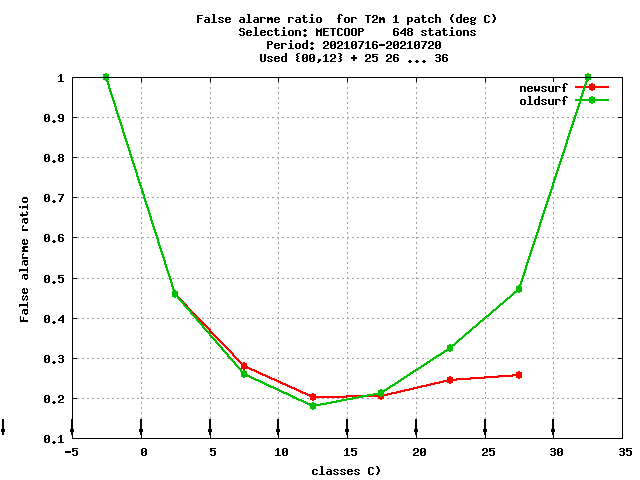 False alarme ratio  for T2m 1 patch (deg C)
Selection: METCOOP    648 stations
Period: 20210716-20210720
Used {00,12} + 25 26 ... 36
newsurf
oldsurf
1
0.9
0.8
0.7
0.6
0.5
0.4
0.3
0.2
0.1
False alarme ratio
-5 0 5 10 15 20 25 30 35
classes C)